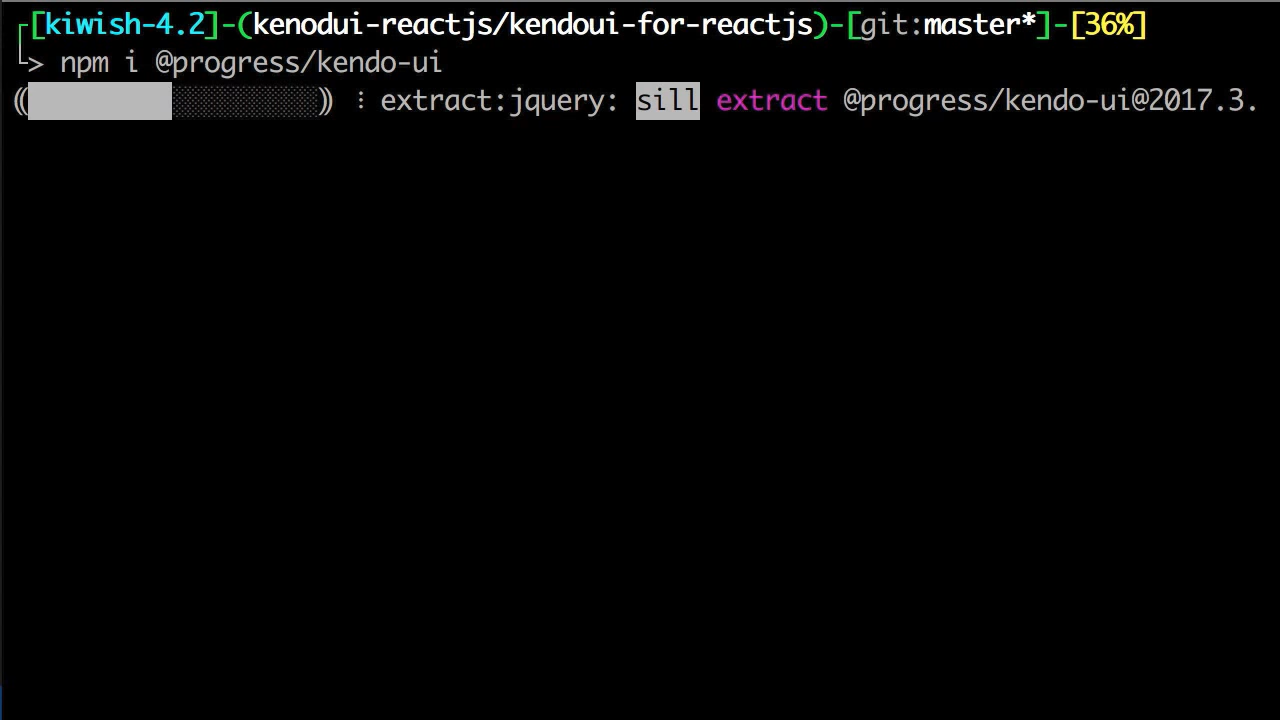 [kiwish-4.2]-(kenodui-reactjs/kendoui-for-reactjs)-[git:master*]-[36%]
> npm i @progress/kendo-ui
(██████████░░░░░░░░░░) ⠇ extract:jquery: sill extract @progress/kendo-ui@2017.3.